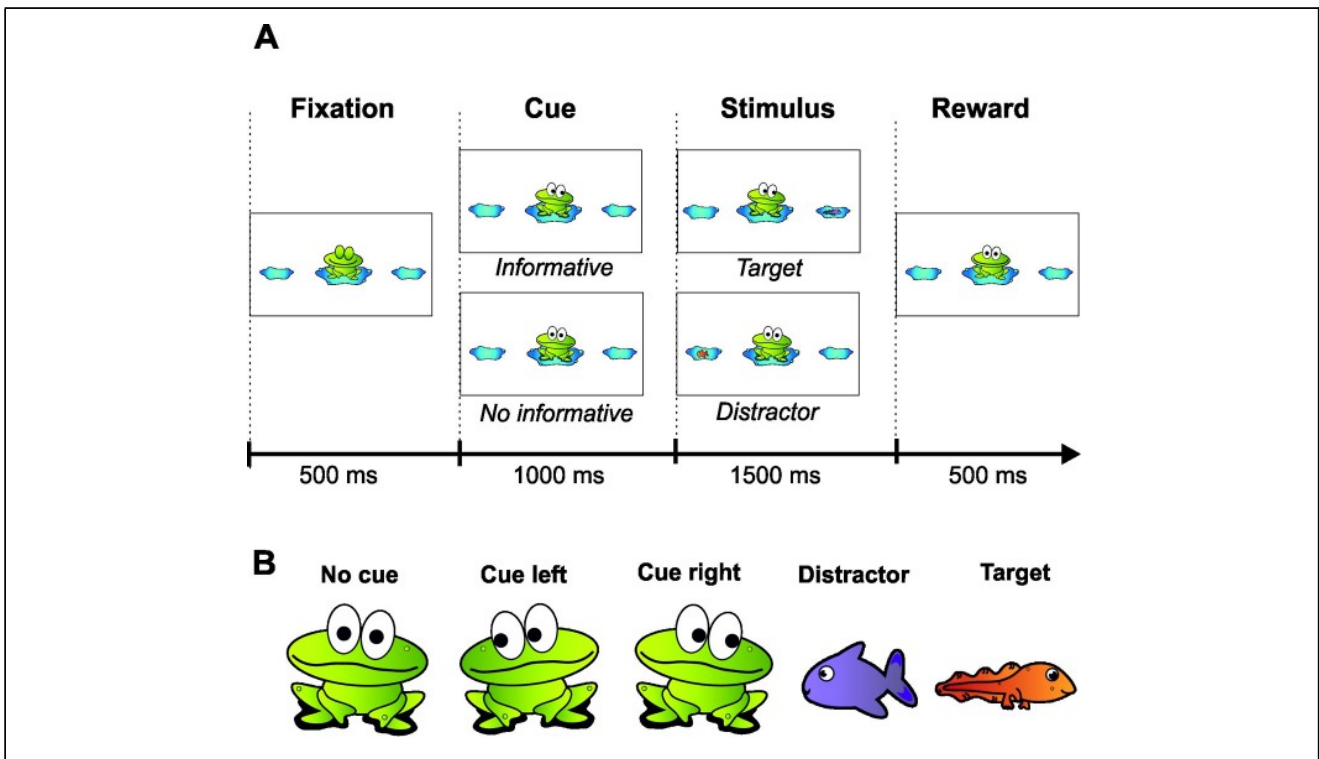 A
Fixation Cue Stimulus Reward
Informative Target
No informative Distractor
500 ms 1000 ms 1500 ms 500 ms
B
No cue Cue left Cue right Distractor Target